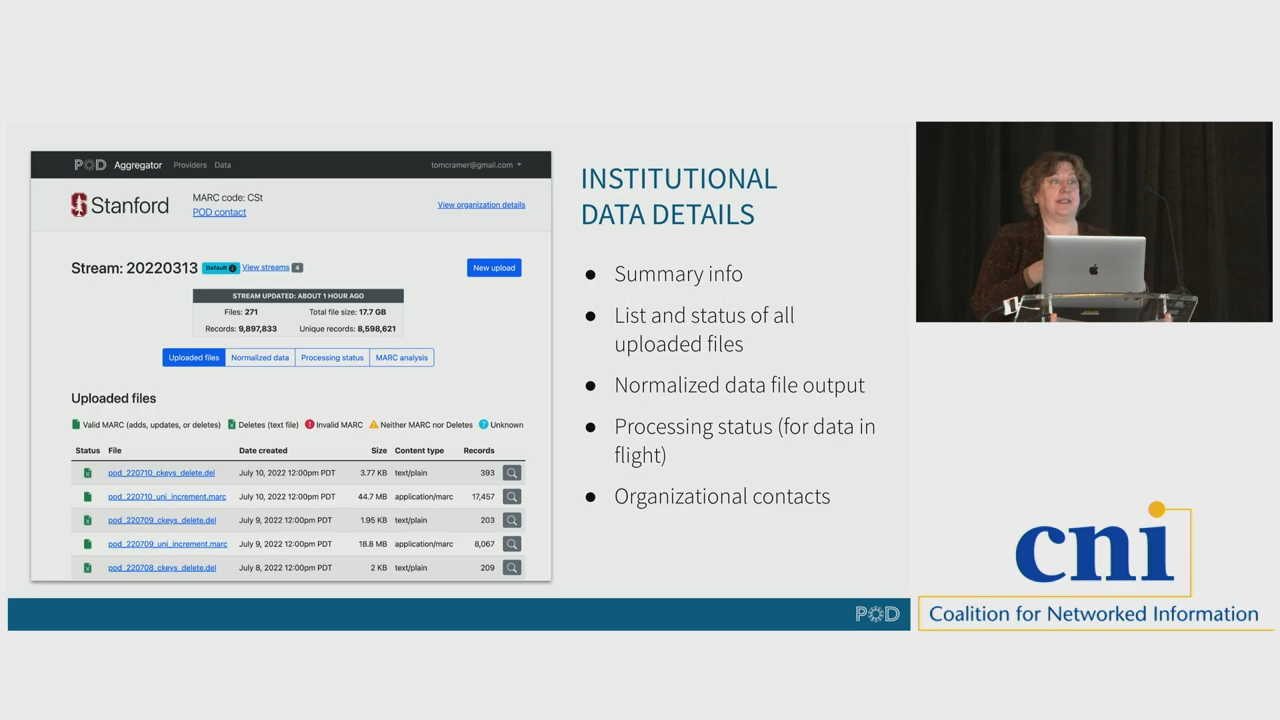 POD Aggregator Providers Data tomcramer@gmail.com
Stanford
MARC code: CSt
POD contact
View organization details
Stream: 20220313 Default View streams 4
New upload
STREAM UPDATED: ABOUT 1 HOUR AGO
Files: 271 Total file size: 17.7 GB
Records: 9,897,833 Unique records: 8,598,621
Uploaded files Normalized data Processing status MARC analysis
Uploaded files
Valid MARC (adds, updates, or deletes) Deletes (text file) Invalid MARC Neither MARC nor Deletes Unknown
Status File Date created Size Content type Records
pod_220710_ckeys_delete.del July 10, 2022 12:00pm PDT 3.77 KB text/plain 393
pod_220710_uni_increment.marc July 10, 2022 12:00pm PDT 44.7 MB application/marc 17,457
pod_220709_ckeys_delete.del July 9, 2022 12:00pm PDT 1.95 KB text/plain 203
pod_220709_uni_increment.marc July 9, 2022 12:00pm PDT 18.8 MB application/marc 8,067
pod_220708_ckeys_delete.del July 8, 2022 12:00pm PDT 2 KB text/plain 209
INSTITUTIONAL
DATA DETAILS
● Summary info
● List and status of all
uploaded files
● Normalized data file output
● Processing status (for data in
flight)
● Organizational contacts
POD
cni
Coalition for Networked Information